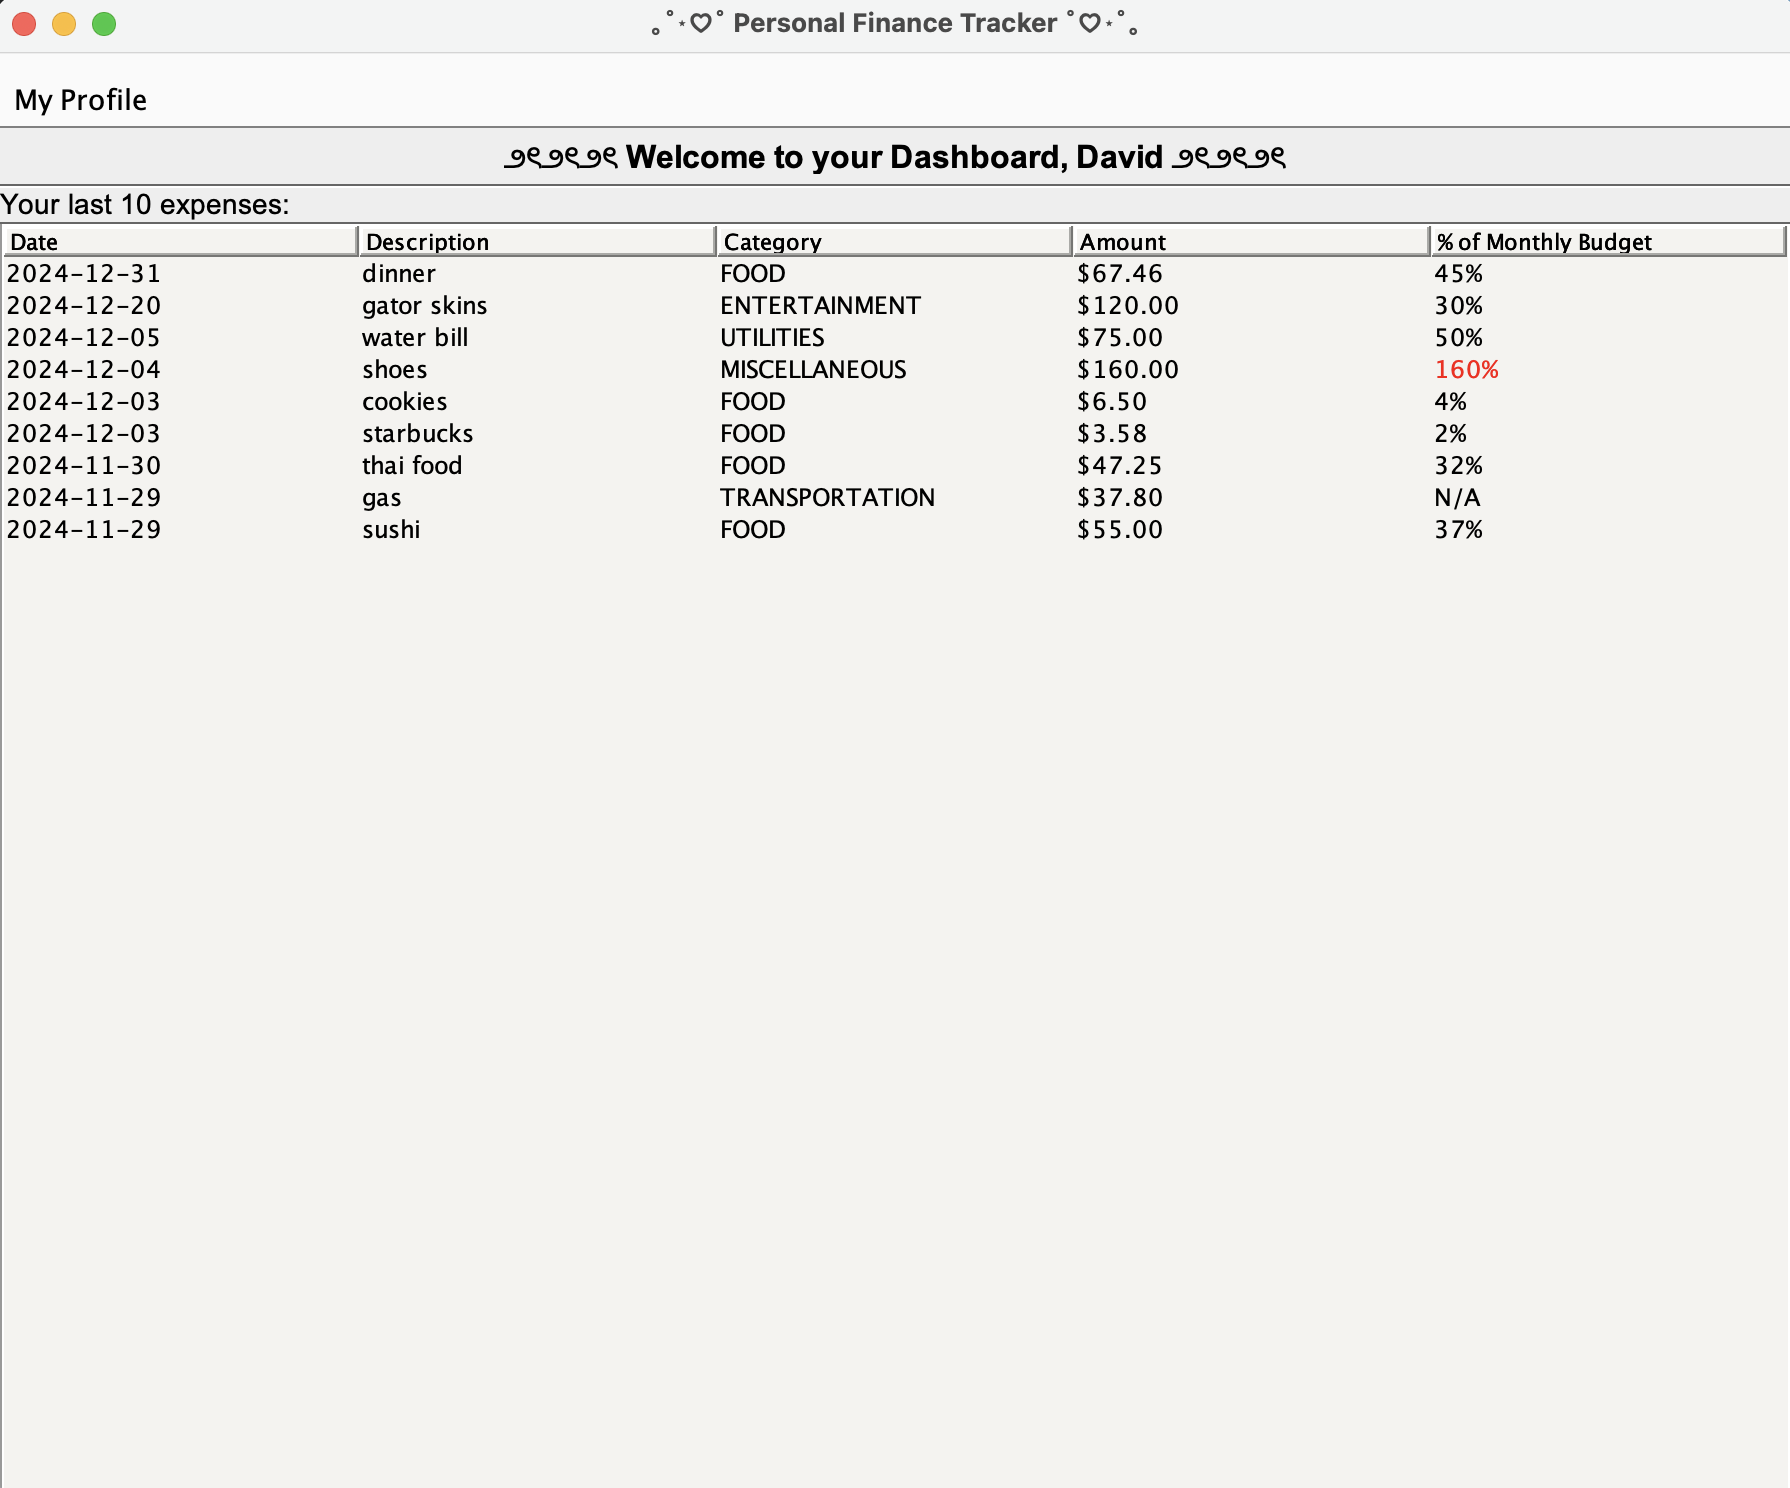 ｡ﾟ⋆♡ﾟ Personal Finance Tracker ﾟ♡⋆ﾟ｡
My Profile
୨୧୨୧୨୧ Welcome to your Dashboard, David ୨୧୨୧୨୧
Your last 10 expenses:
Date Description Category Amount % of Monthly Budget
2024-12-31 dinner FOOD $67.46 45%
2024-12-20 gator skins ENTERTAINMENT $120.00 30%
2024-12-05 water bill UTILITIES $75.00 50%
2024-12-04 shoes MISCELLANEOUS $160.00 160%
2024-12-03 cookies FOOD $6.50 4%
2024-12-03 starbucks FOOD $3.58 2%
2024-11-30 thai food FOOD $47.25 32%
2024-11-29 gas TRANSPORTATION $37.80 N/A
2024-11-29 sushi FOOD $55.00 37%